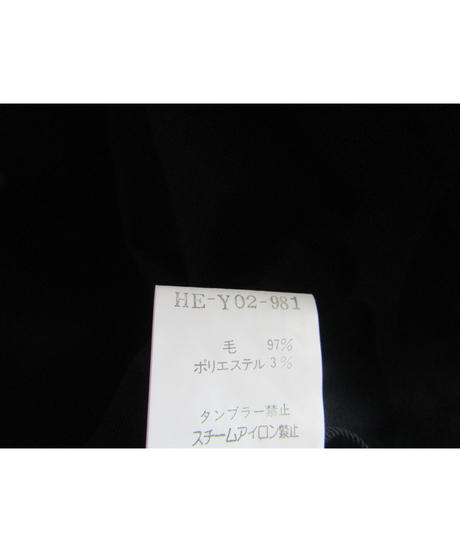 HE-Y02-981
毛 97%
ポリエステル 3%
タンブラー禁止
スチームアイロン禁止